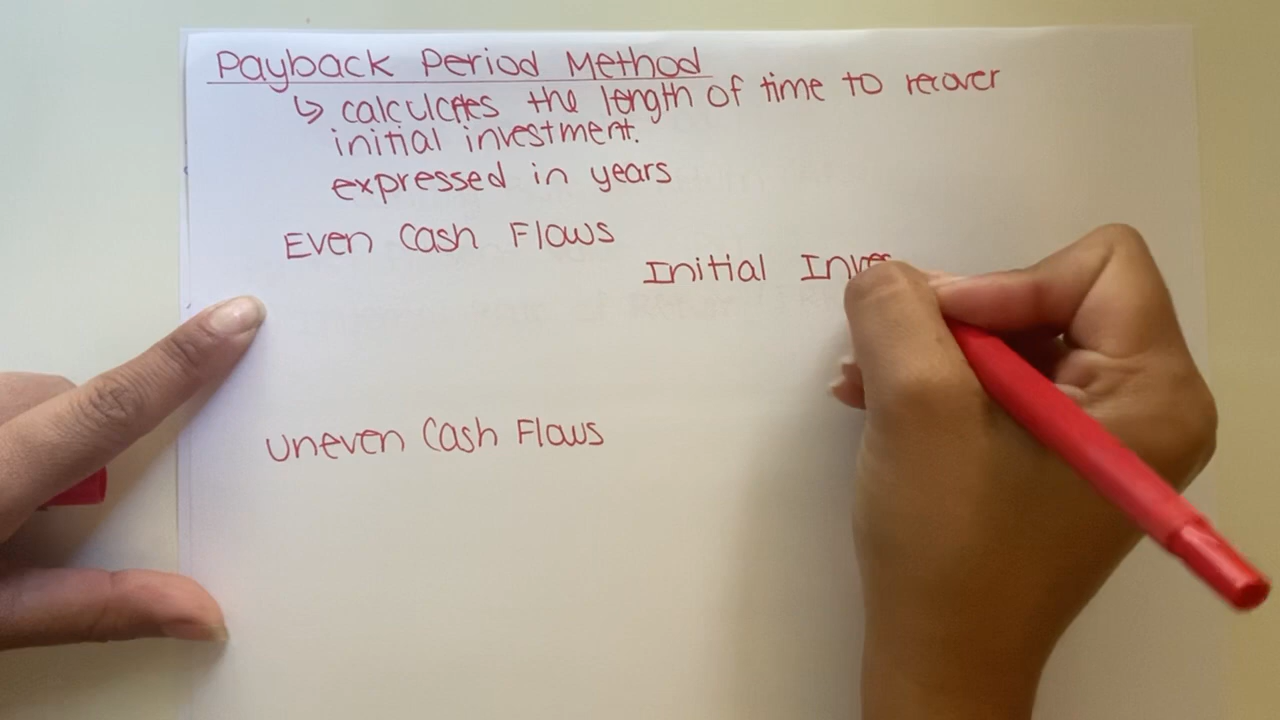 Payback Period Method
↳ calculates the length of time to recover
initial investment.
expressed in years
Even Cash Flows
Initial Inves
Uneven Cash Flows